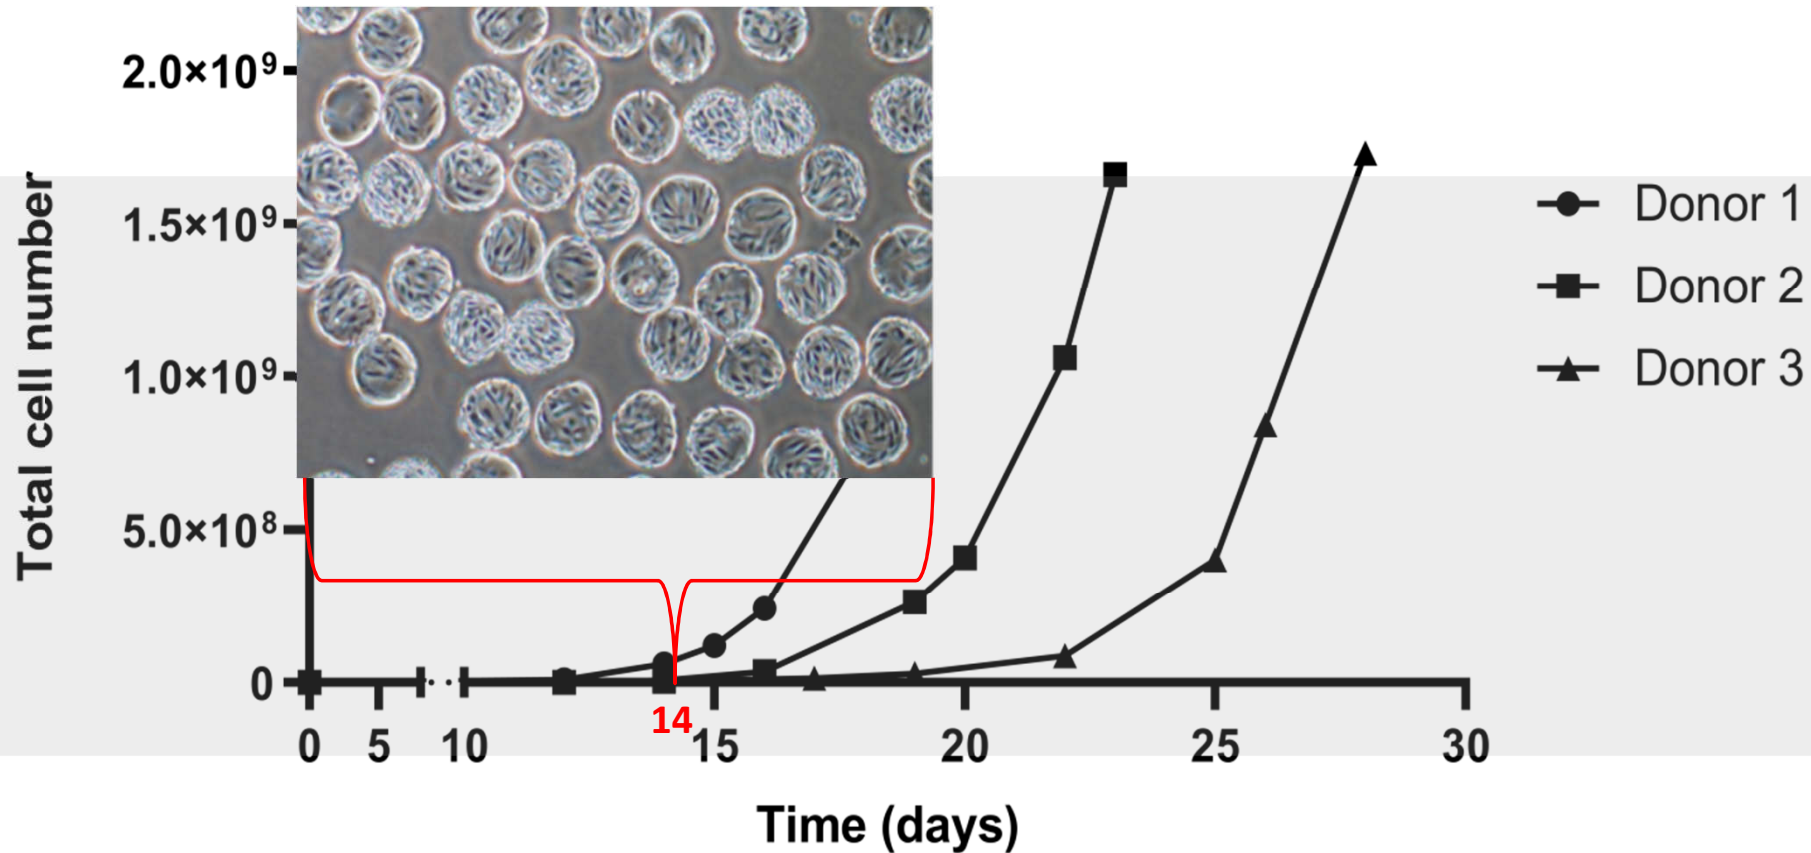 2.0×10⁹
1.5×10⁹
1.0×10⁹
5.0×10⁸
0
Total cell number
0 5 10 15 20 25 30
14
Time (days)
Donor 1
Donor 2
Donor 3